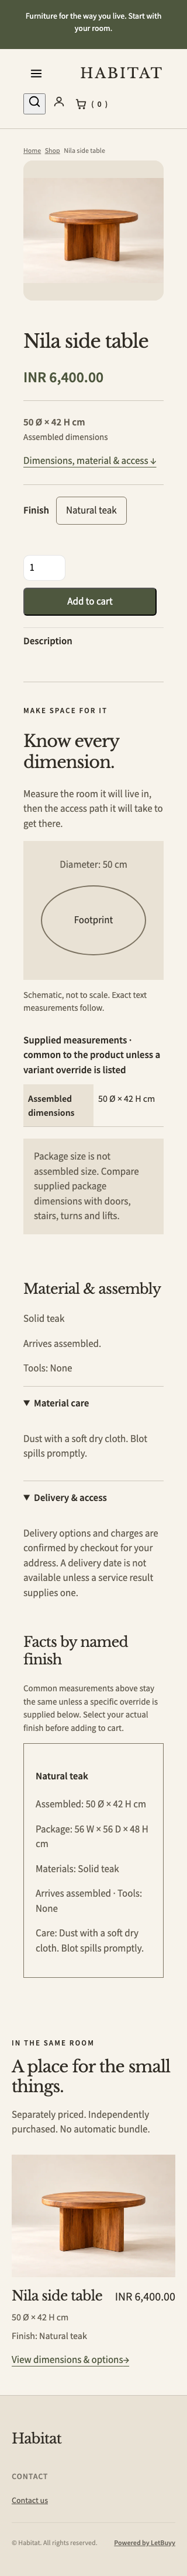 Furniture for the way you live. Start with
your room.
HABITAT
( 0 )
Home Shop Nila side table
Nila side table
INR 6,400.00
50 Ø × 42 H cm
Assembled dimensions
Dimensions, material & access ↓
Finish Natural teak
1
Add to cart
Description
MAKE SPACE FOR IT
Know every
dimension.
Measure the room it will live in,
then the access path it will take to
get there.
Diameter: 50 cm
Footprint
Schematic, not to scale. Exact text
measurements follow.
Supplied measurements ·
common to the product unless a
variant override is listed
Assembled 50 Ø × 42 H cm
dimensions
Package size is not
assembled size. Compare
supplied package
dimensions with doors,
stairs, turns and lifts.
Material & assembly
Solid teak
Arrives assembled.
Tools: None
▼ Material care
Dust with a soft dry cloth. Blot
spills promptly.
▼ Delivery & access
Delivery options and charges are
confirmed by checkout for your
address. A delivery date is not
available unless a service result
supplies one.
Facts by named
finish
Common measurements above stay
the same unless a specific override is
supplied below. Select your actual
finish before adding to cart.
Natural teak
Assembled: 50 Ø × 42 H cm
Package: 56 W × 56 D × 48 H
cm
Materials: Solid teak
Arrives assembled · Tools:
None
Care: Dust with a soft dry
cloth. Blot spills promptly.
IN THE SAME ROOM
A place for the small
things.
Separately priced. Independently
purchased. No automatic bundle.
Nila side table INR 6,400.00
50 Ø × 42 H cm
Finish: Natural teak
View dimensions & options→
Habitat
CONTACT
Contact us
© Habitat. All rights reserved. Powered by LetBuyy